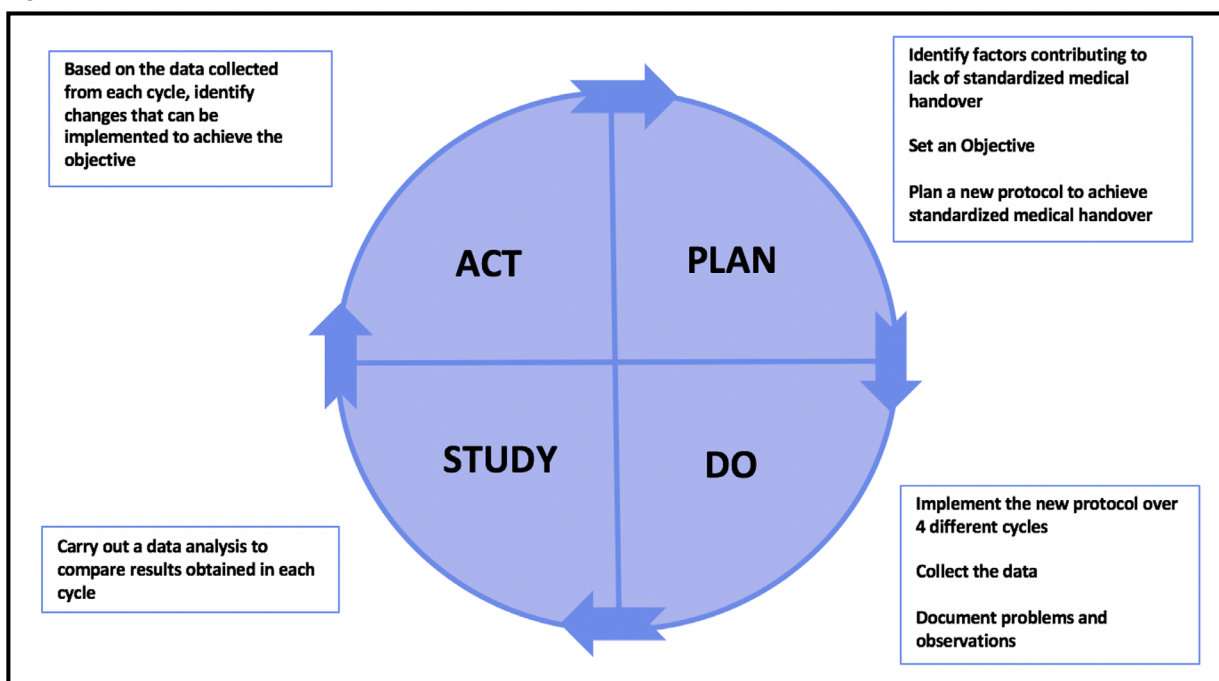 Based on the data collected
from each cycle, identify
changes that can be
implemented to achieve the
objective
Identify factors contributing to
lack of standardized medical
handover
Set an Objective
Plan a new protocol to achieve
standardized medical handover
ACT
PLAN
STUDY
DO
Carry out a data analysis to
compare results obtained in each
cycle
Implement the new protocol over
4 different cycles
Collect the data
Document problems and
observations